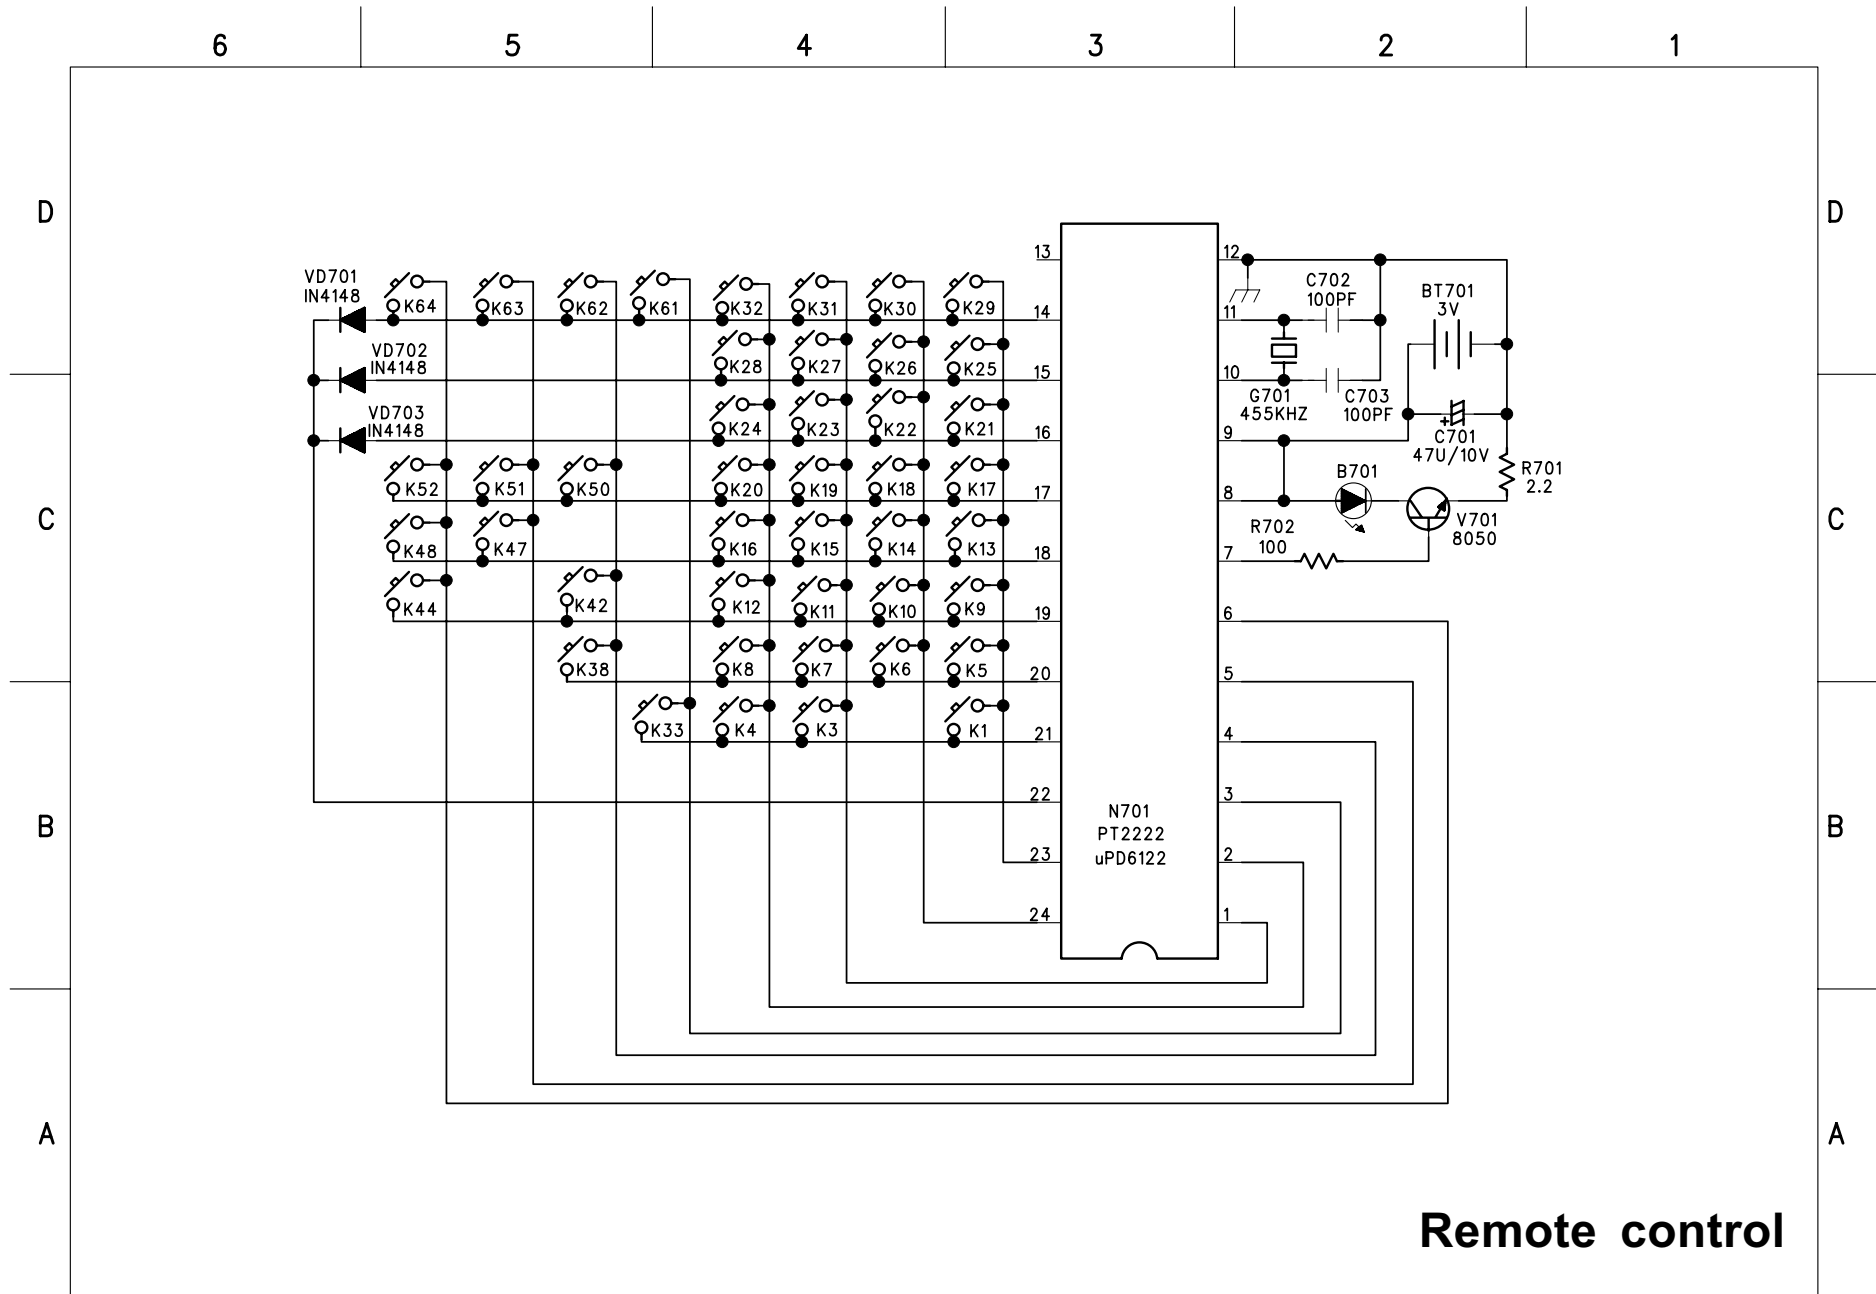 6 5 4 3 2 1
D D
13 12
VD701
IN4148
C702
100PF
BT701
3V
K64 K63 K62 K61 K32 K31 K30 K29
14 11
VD702
IN4148
K28 K27 K26 K25
15 10
G701
455KHZ
C703
100PF
VD703
IN4148
K24 K23 K22 K21
16 9
+
C701
47U/10V
B701
R701
2.2
K52 K51 K50 K20 K19 K18 K17
17 8
C C
R702
100
V701
8050
K48 K47 K16 K15 K14 K13
18 7
K44 K42 K12 K11 K10 K9
19 6
K38 K8 K7 K6 K5
20 5
K33 K4 K3 K1
21 4
22 3
B B
N701
PT2222
uPD6122
23 2
24 1
A A
Remote control